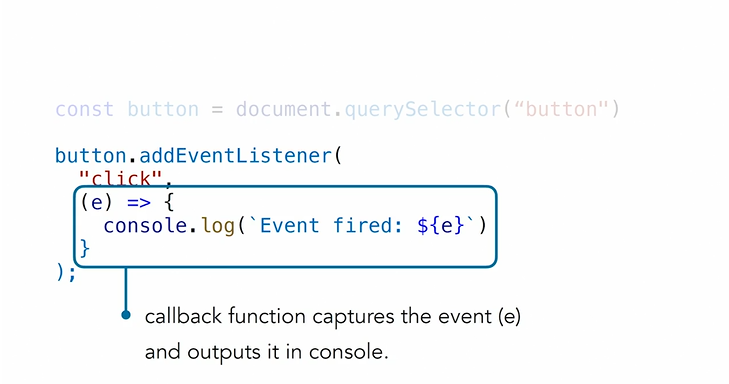 const button = document.querySelector(“button")
button.addEventListener(
"click",
(e) => {
console.log(`Event fired: ${e}`)
}
);
callback function captures the event (e)
and outputs it in console.